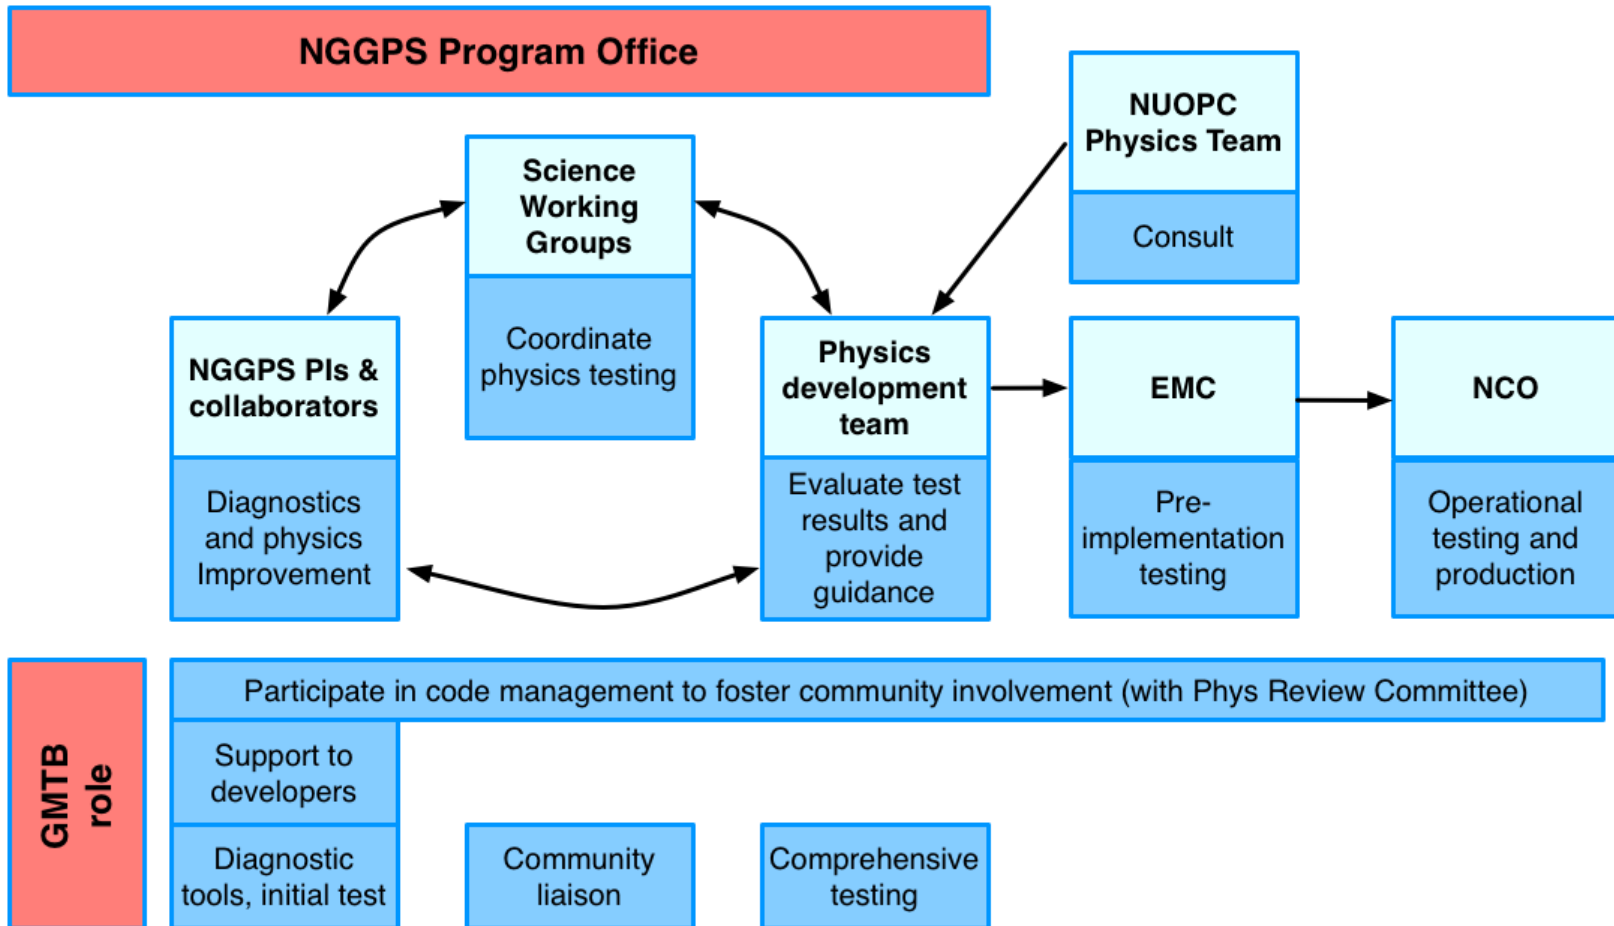 NGGPS Program Office
NUOPC
Physics Team
Consult
Science
Working
Groups
Coordinate
physics testing
NGGPS PIs &
collaborators
Diagnostics
and physics
Improvement
Physics
development
team
Evaluate test
results and
provide
guidance
EMC
Pre-
implementation
testing
NCO
Operational
testing and
production
GMTB
role
Participate in code management to foster community involvement (with Phys Review Committee)
Support to
developers
Diagnostic
tools, initial test
Community
liaison
Comprehensive
testing